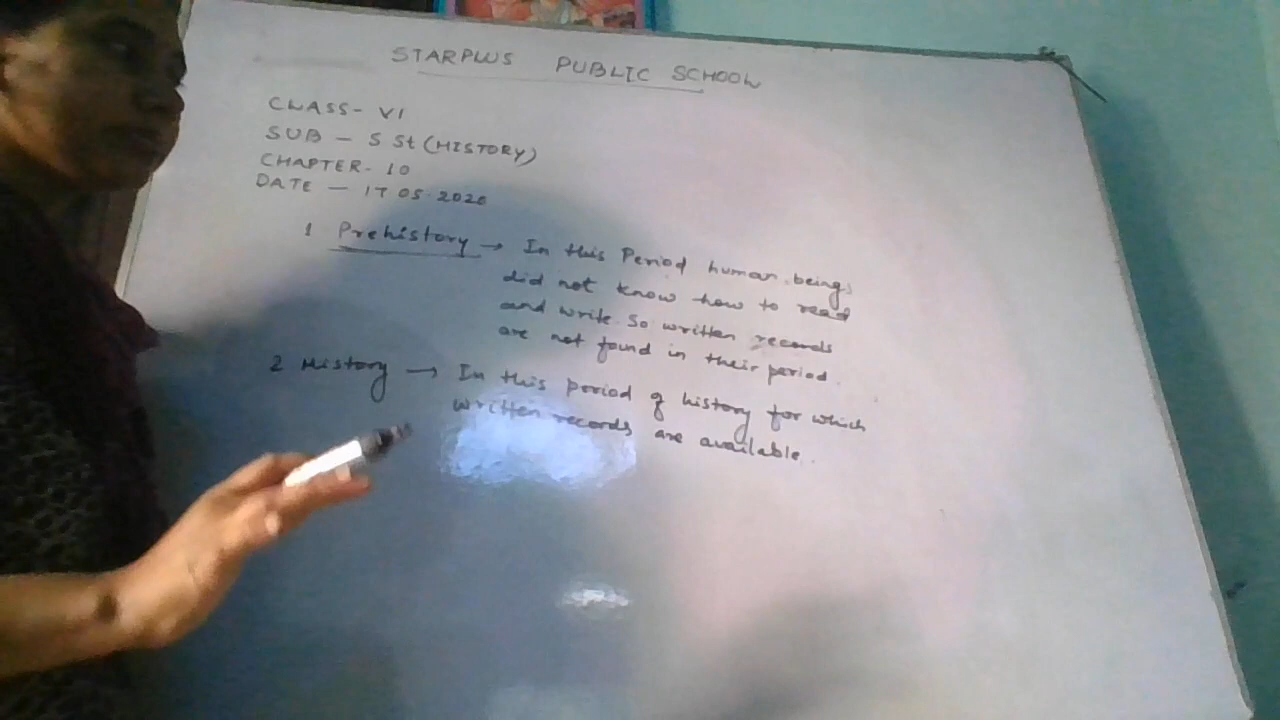 STARPLUS PUBLIC SCHOOL
CLASS - VI
SUB - S St (HISTORY)
CHAPTER - 10
DATE - 17 05-2020
1 Prehistory → In this Period human beings
did not know how to read
and write. So written records
are not found in their period.
2 History → In this period of history for which
written records are available.